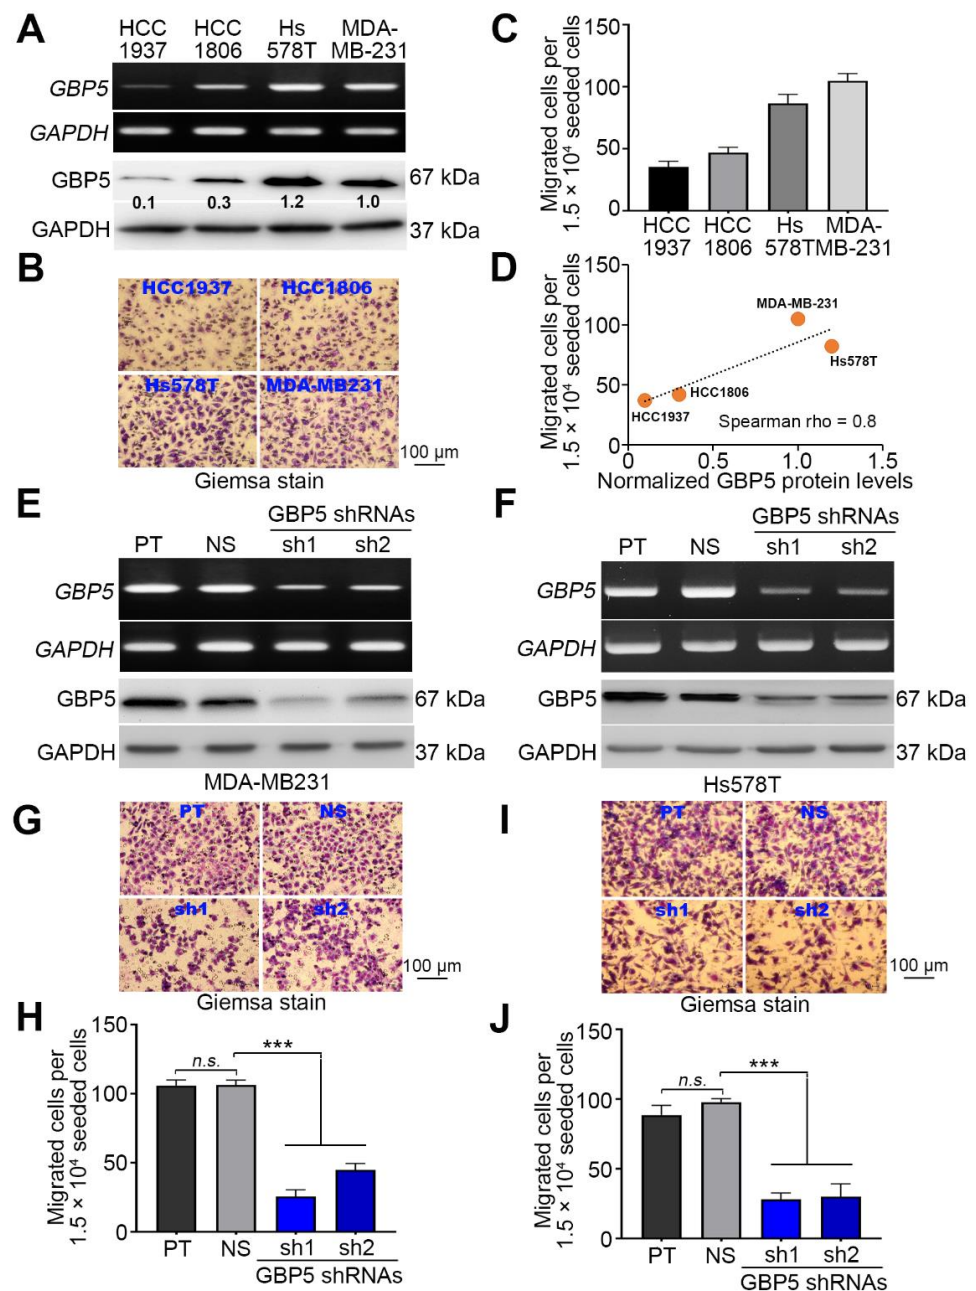 A
HCC
1937
HCC
1806
Hs
578T
MDA-
MB-231
GBP5
GAPDH
GBP5
67 kDa
0.1 0.3 1.2 1.0
GAPDH
37 kDa
B
HCC1937
HCC1806
Hs578T
MDA-MB231
100 µm
Giemsa stain
C
Migrated cells per
1.5 × 10⁴ seeded cells
150
100
50
0
HCC
1937
HCC
1806
Hs
578T
MDA-
MB-231
D
Migrated cells per
1.5 × 10⁴ seeded cells
150
100
50
0
MDA-MB-231
Hs578T
HCC1806
HCC1937
Spearman rho = 0.8
0 0.5 1.0 1.5
Normalized GBP5 protein levels
E
GBP5 shRNAs
PT NS sh1 sh2
GBP5
GAPDH
GBP5
67 kDa
GAPDH
37 kDa
MDA-MB231
F
GBP5 shRNAs
PT NS sh1 sh2
GBP5
GAPDH
GBP5
67 kDa
GAPDH
37 kDa
Hs578T
G
PT
NS
sh1
sh2
100 µm
Giemsa stain
I
PT
NS
sh1
sh2
100 µm
Giemsa stain
H
Migrated cells per
1.5 × 10⁴ seeded cells
150
100
50
0
n.s.
***
PT NS sh1 sh2
GBP5 shRNAs
J
Migrated cells per
1.5 × 10⁴ seeded cells
150
100
50
0
n.s.
***
PT NS sh1 sh2
GBP5 shRNAs